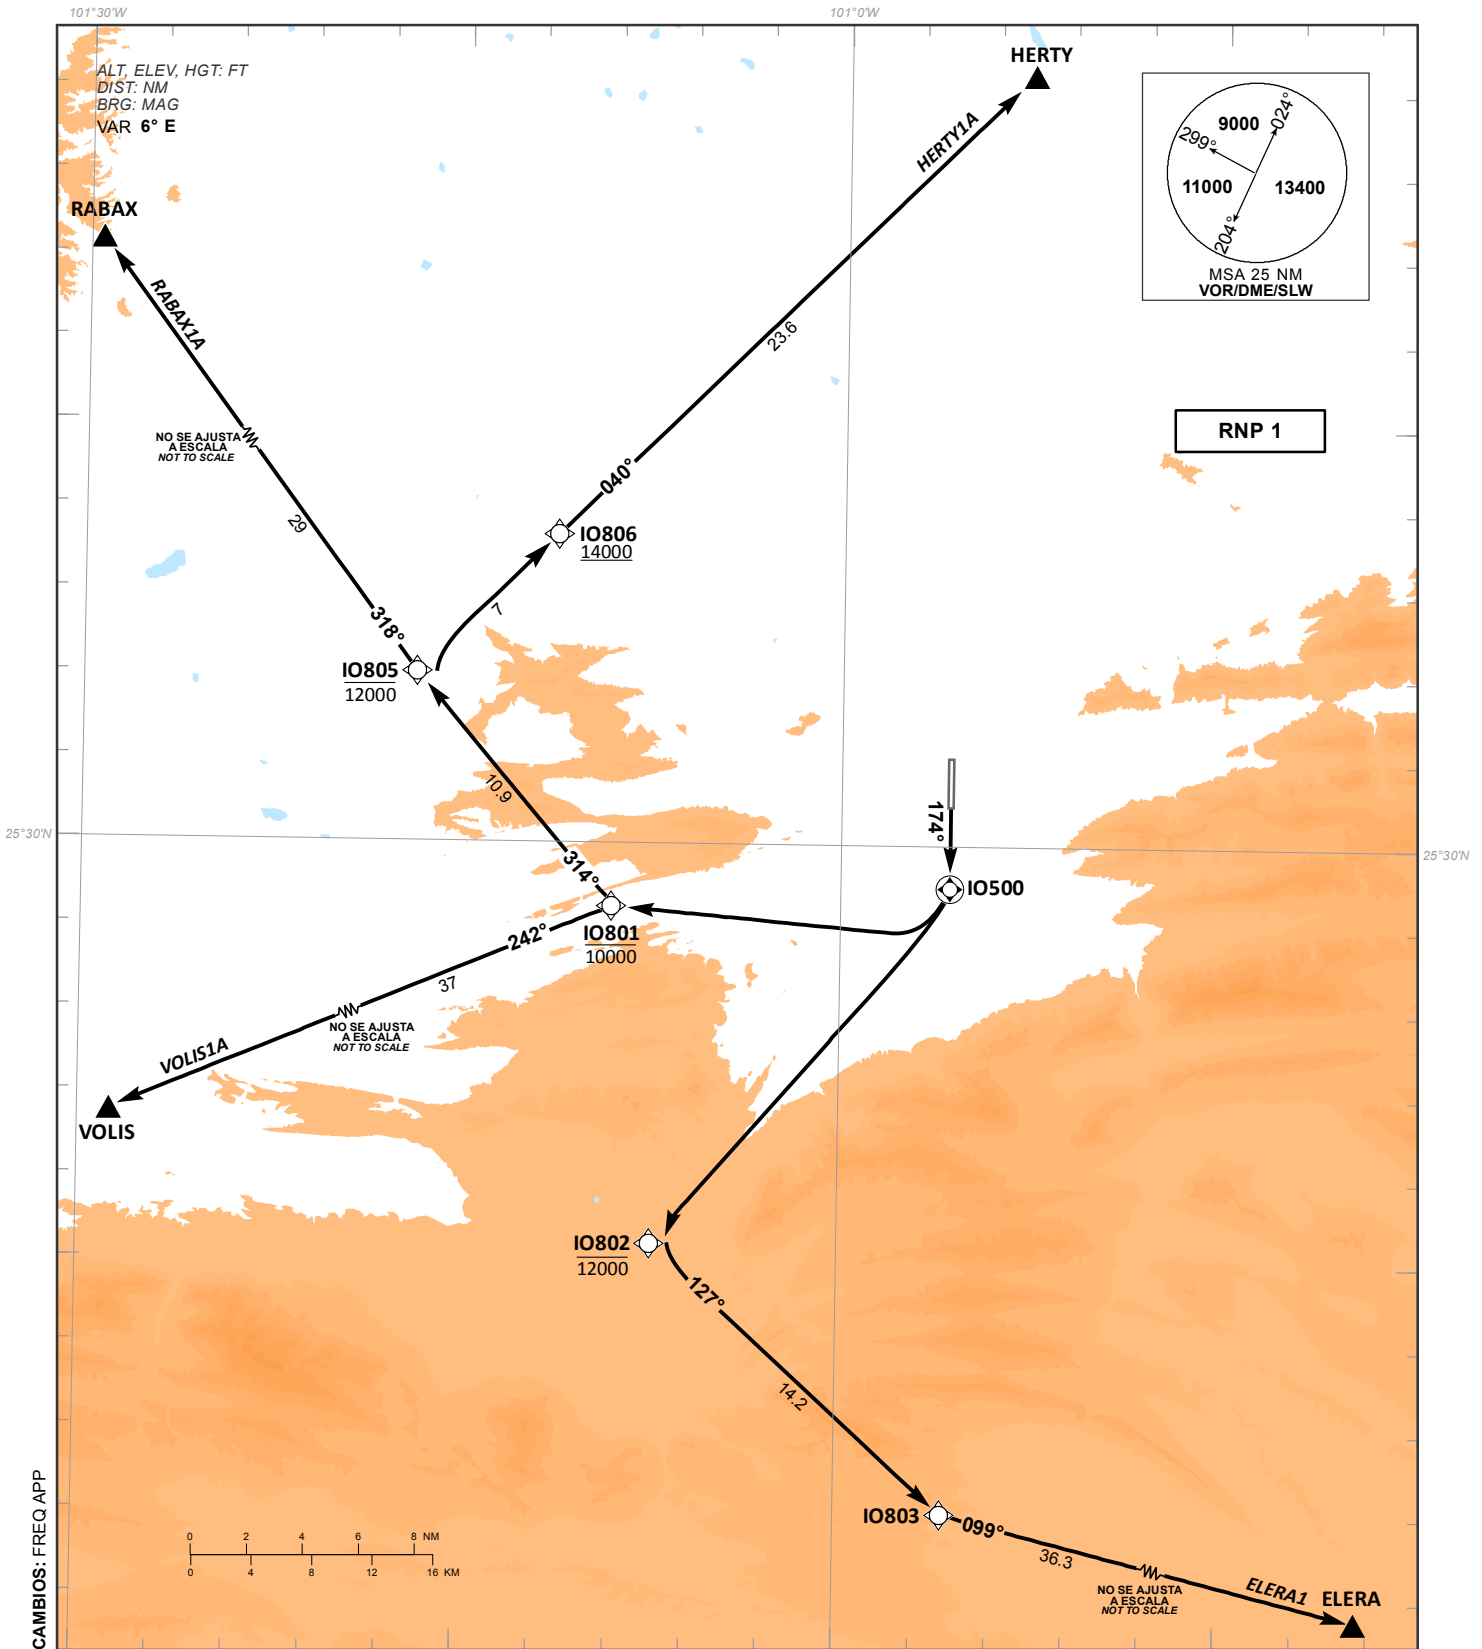 101°30'W
101°0'W
ALT, ELEV, HGT: FT
DIST: NM
BRG: MAG
VAR 6° E
HERTY
HERTY1A
9000
024°
299°
11000
13400
204°
MSA 25 NM
VOR/DME/SLW
RABAX
RABAX1A
23.6
RNP 1
NO SE AJUSTA
A ESCALA
NOT TO SCALE
29
040°
IO806
14000
7
318°
IO805
12000
10.9
174°
25°30'N
25°30'N
314°
IO500
IO801
10000
242°
37
NO SE AJUSTA
A ESCALA
NOT TO SCALE
VOLIS1A
VOLIS
IO802
12000
127°
14.2
IO803
099°
36.3
NO SE AJUSTA
A ESCALA
NOT TO SCALE
ELERA1
ELERA
0 2 4 6 8 NM
0 4 8 12 16 KM
CAMBIOS: FREQ APP